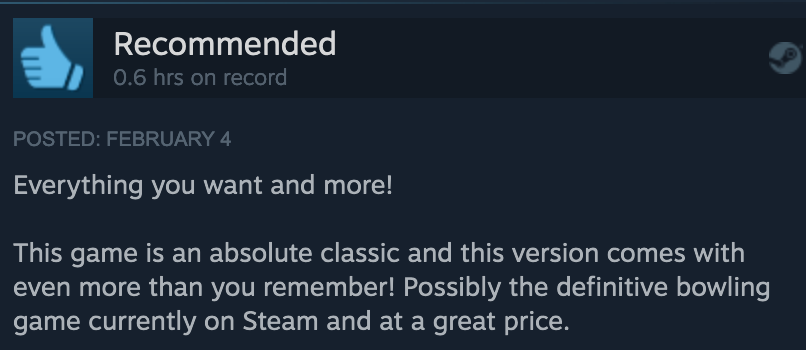 Recommended
0.6 hrs on record
POSTED: FEBRUARY 4
Everything you want and more!
This game is an absolute classic and this version comes with
even more than you remember! Possibly the definitive bowling
game currently on Steam and at a great price.